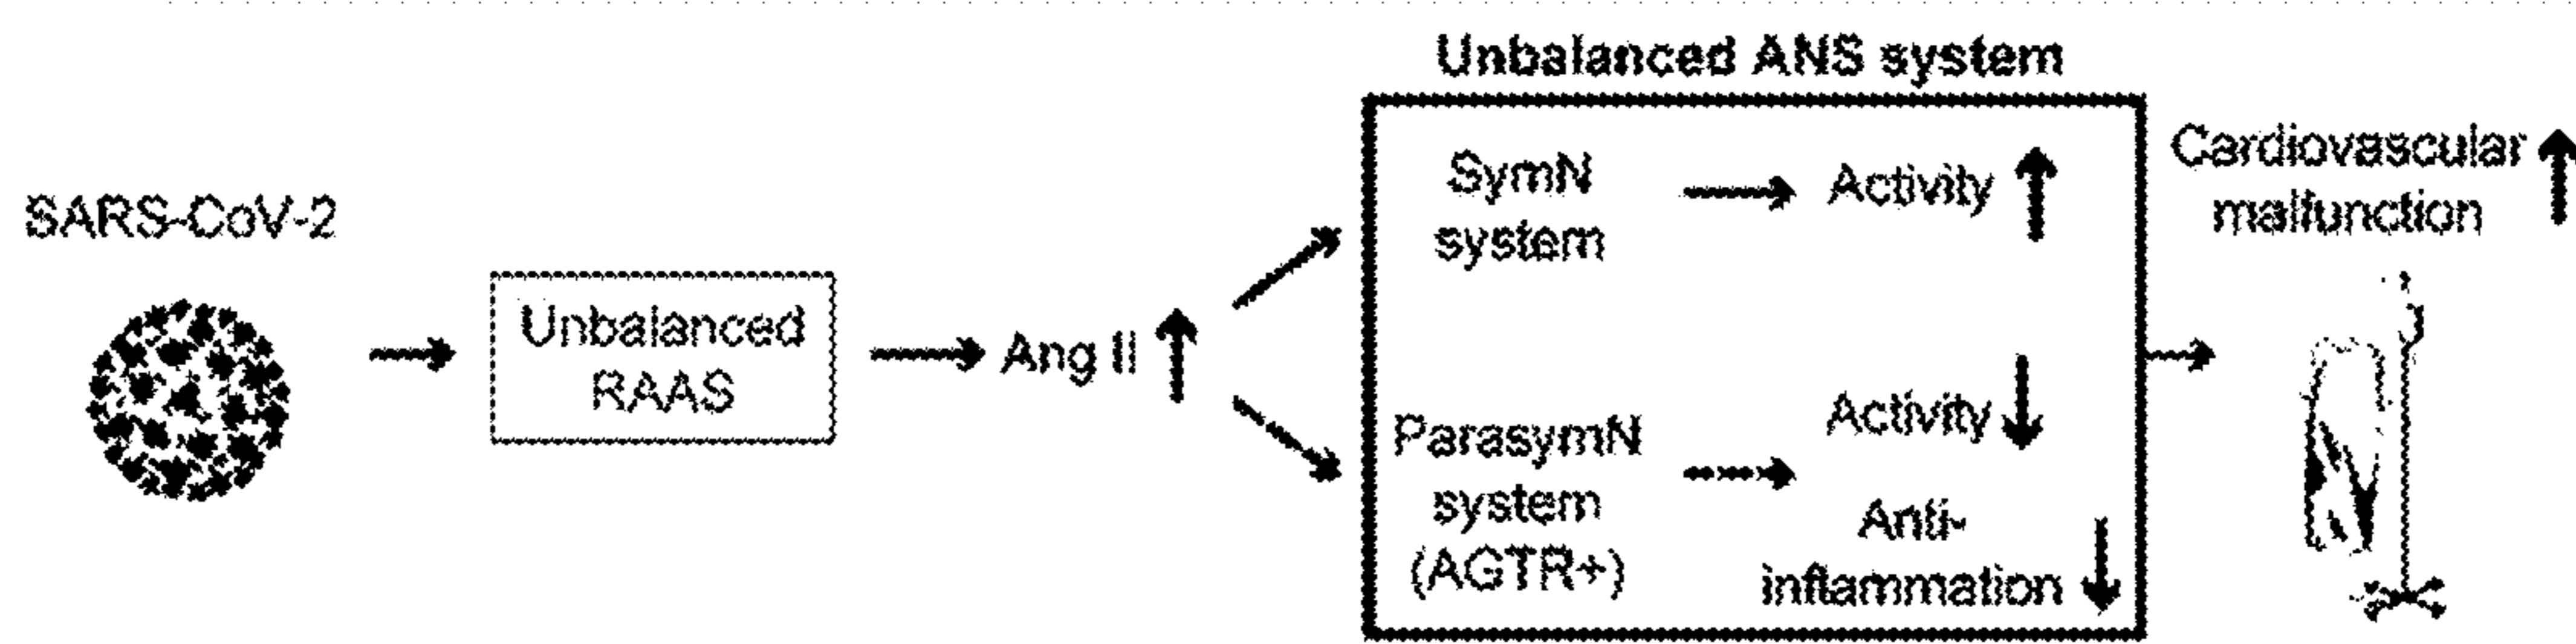 Unbalanced ANS system
SARS-CoV-2
Unbalanced
RAAS
Ang II
SymN
system
Activity
ParasymN
system
(AGTR+)
Activity
Anti-
inflammation
Cardiovascular
malfunction